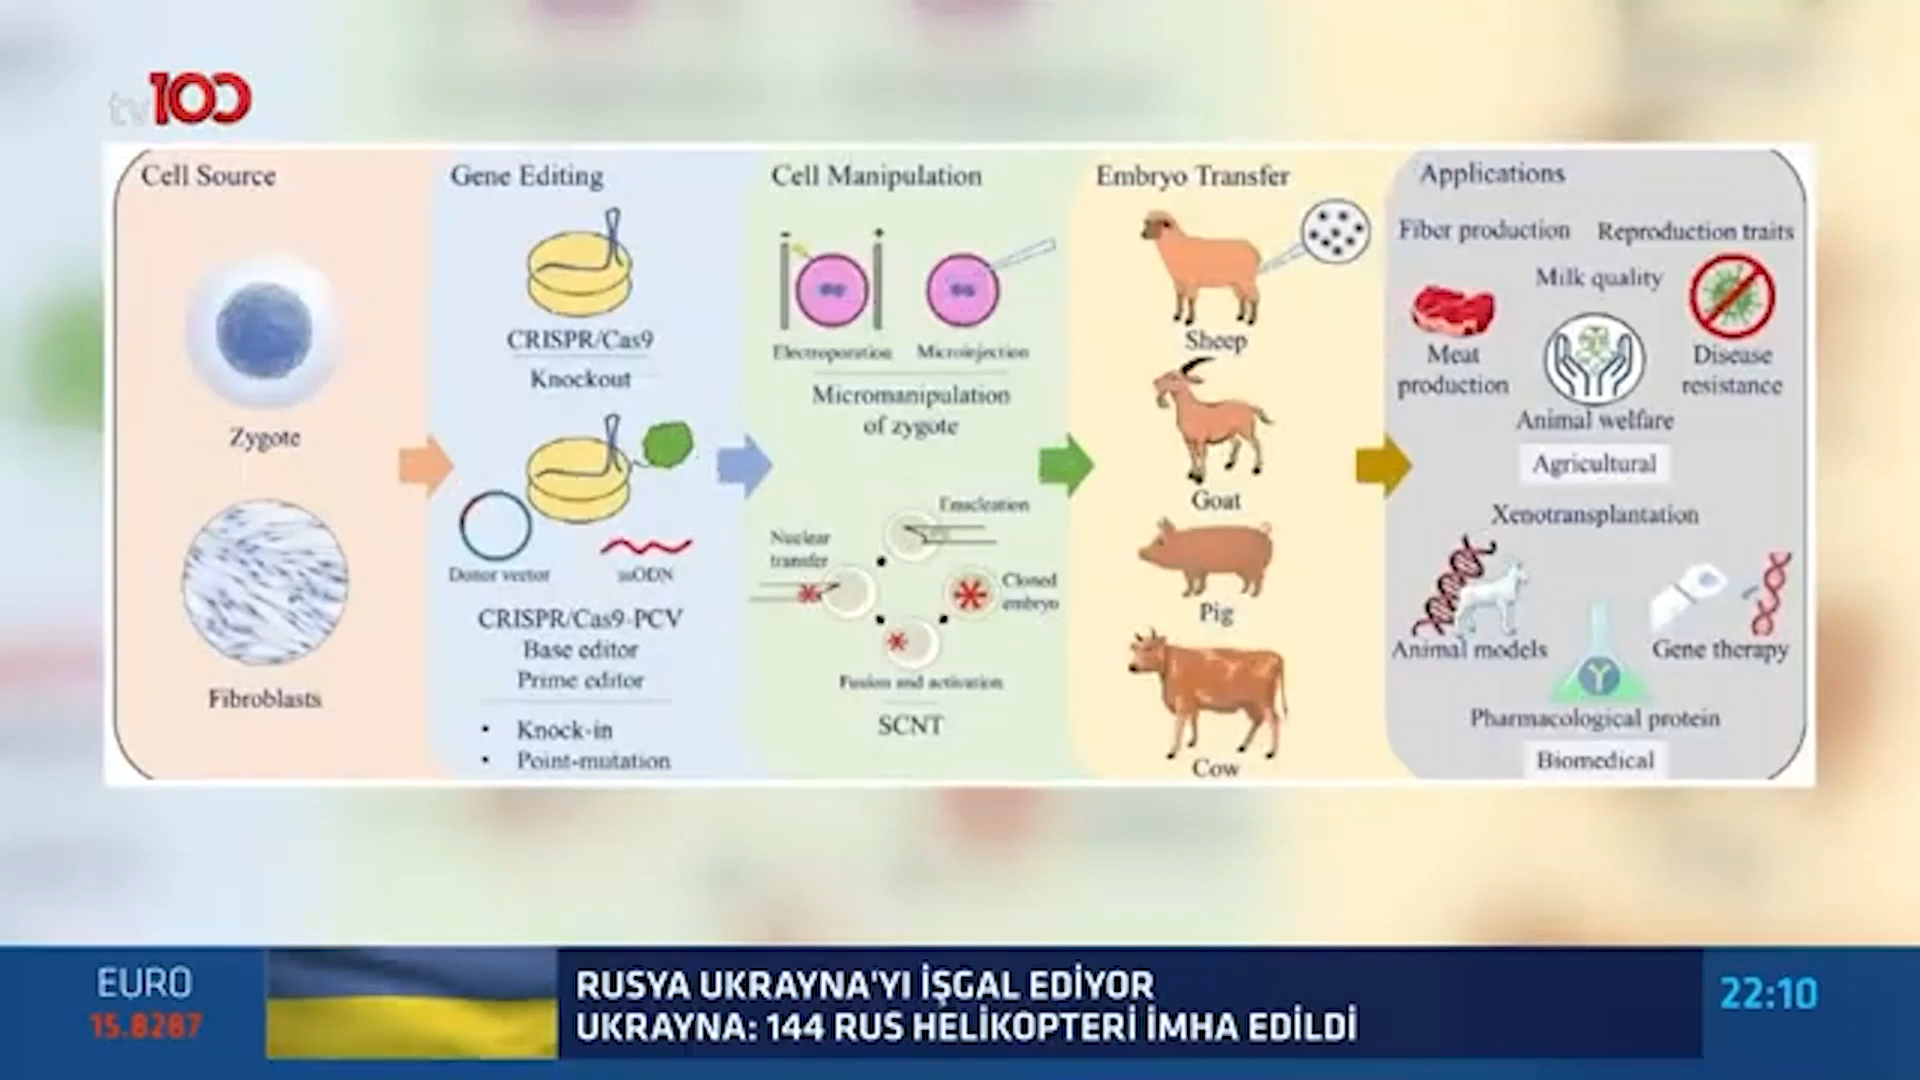 tv100
Cell Source
Zygote
Fibroblasts
Gene Editing
CRISPR/Cas9
Knockout
Donor vector
ssODN
CRISPR/Cas9-PCV
Base editor
Prime editor
• Knock-in
• Point-mutation
Cell Manipulation
Electroporation
Microinjection
Micromanipulation
of zygote
Enucleation
Nuclear
transfer
Cloned
embryo
Fusion and activation
SCNT
Embryo Transfer
Sheep
Goat
Pig
Cow
Applications
Fiber production
Reproduction traits
Milk quality
Meat
production
Disease
resistance
Animal welfare
Agricultural
Xenotransplantation
Animal models
Gene therapy
Pharmacological protein
Biomedical
EURO
15.8287
RUSYA UKRAYNA'YI İŞGAL EDİYOR
UKRAYNA: 144 RUS HELİKOPTERİ İMHA EDİLDİ
22:10